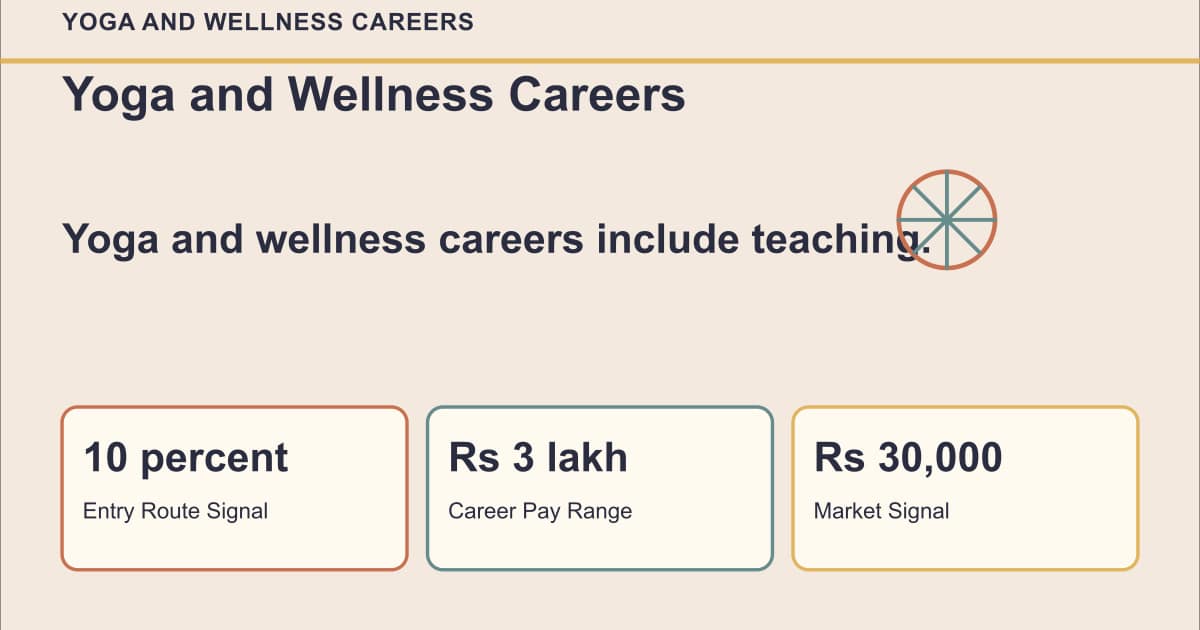 YOGA AND WELLNESS CAREERS
Yoga and Wellness Careers
Yoga and wellness careers include teaching.
10 percent
Entry Route Signal
Rs 3 lakh
Career Pay Range
Rs 30,000
Market Signal